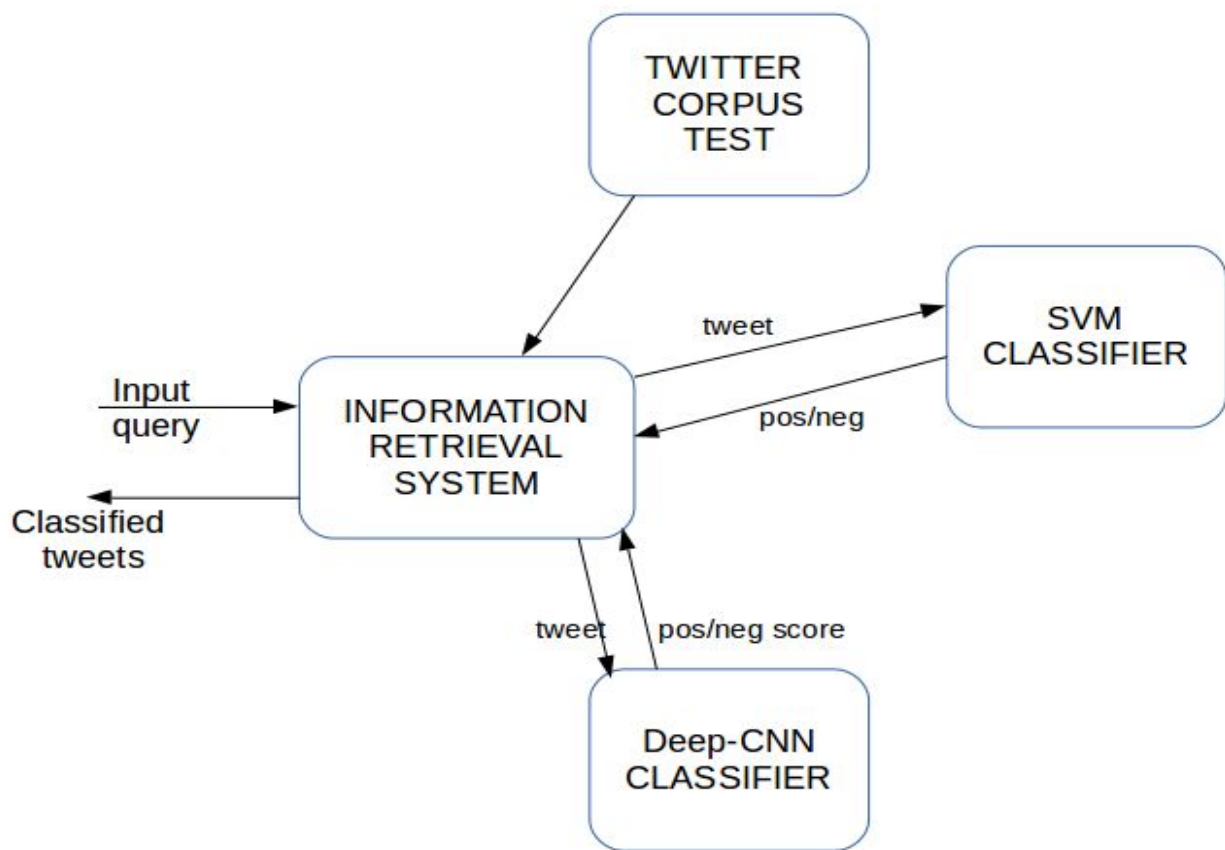 TWITTER
CORPUS
TEST
tweet
SVM
CLASSIFIER
pos/neg
Input
query
INFORMATION
RETRIEVAL
SYSTEM
Classified
tweets
tweet
pos/neg score
Deep-CNN
CLASSIFIER